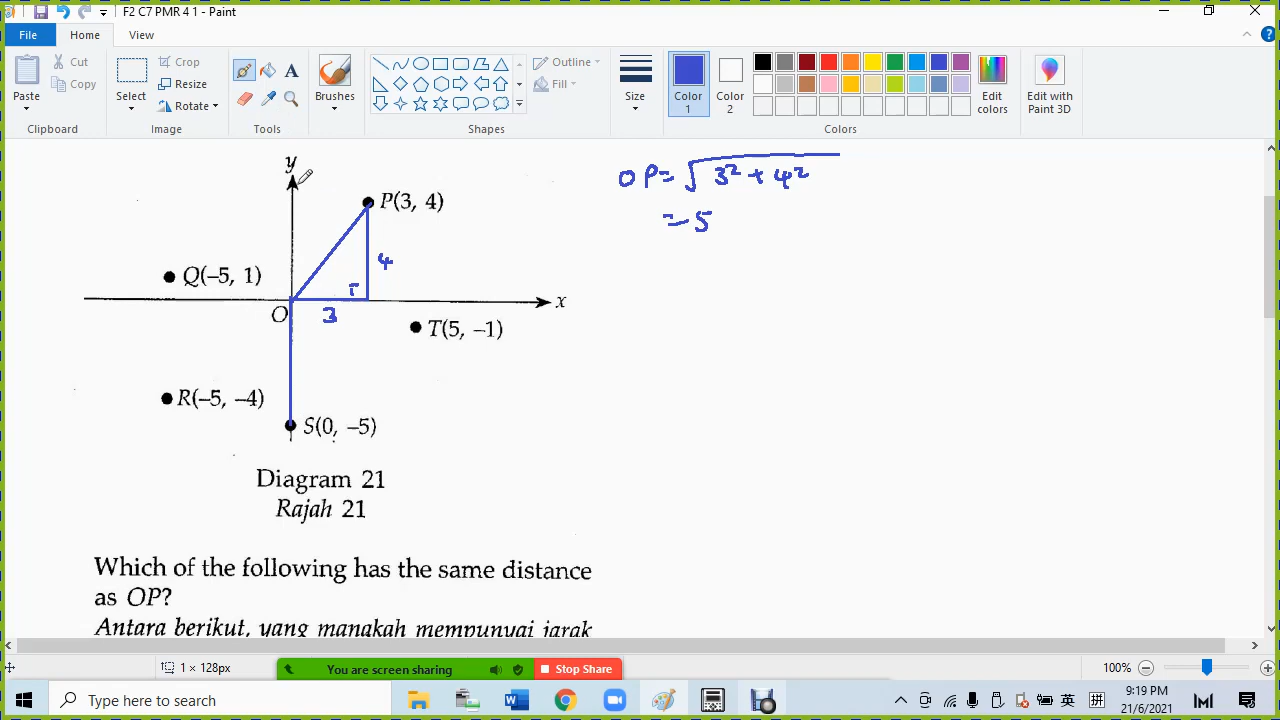 F2 C7 PMR 4 1 - Paint
File Home View
Paste
Cut
Copy
Clipboard
Select
Crop
Resize
Rotate
Image
A
Tools
Brushes
Outline
Fill
Shapes
Size
Color 1
Color 2
Edit colors
Edit with Paint 3D
Colors
y
P(3, 4)
OP = √3² + 4²
= 5
4
Q(–5, 1)
O
3
x
T(5, –1)
R(–5, –4)
S(0, –5)
Diagram 21
Rajah 21
Which of the following has the same distance
as OP?
Antara berikut, yang manakah mempunyai jarak
1 × 128px
You are screen sharing
Stop Share
100%
Type here to search
英
拼
9:19 PM
21/6/2021